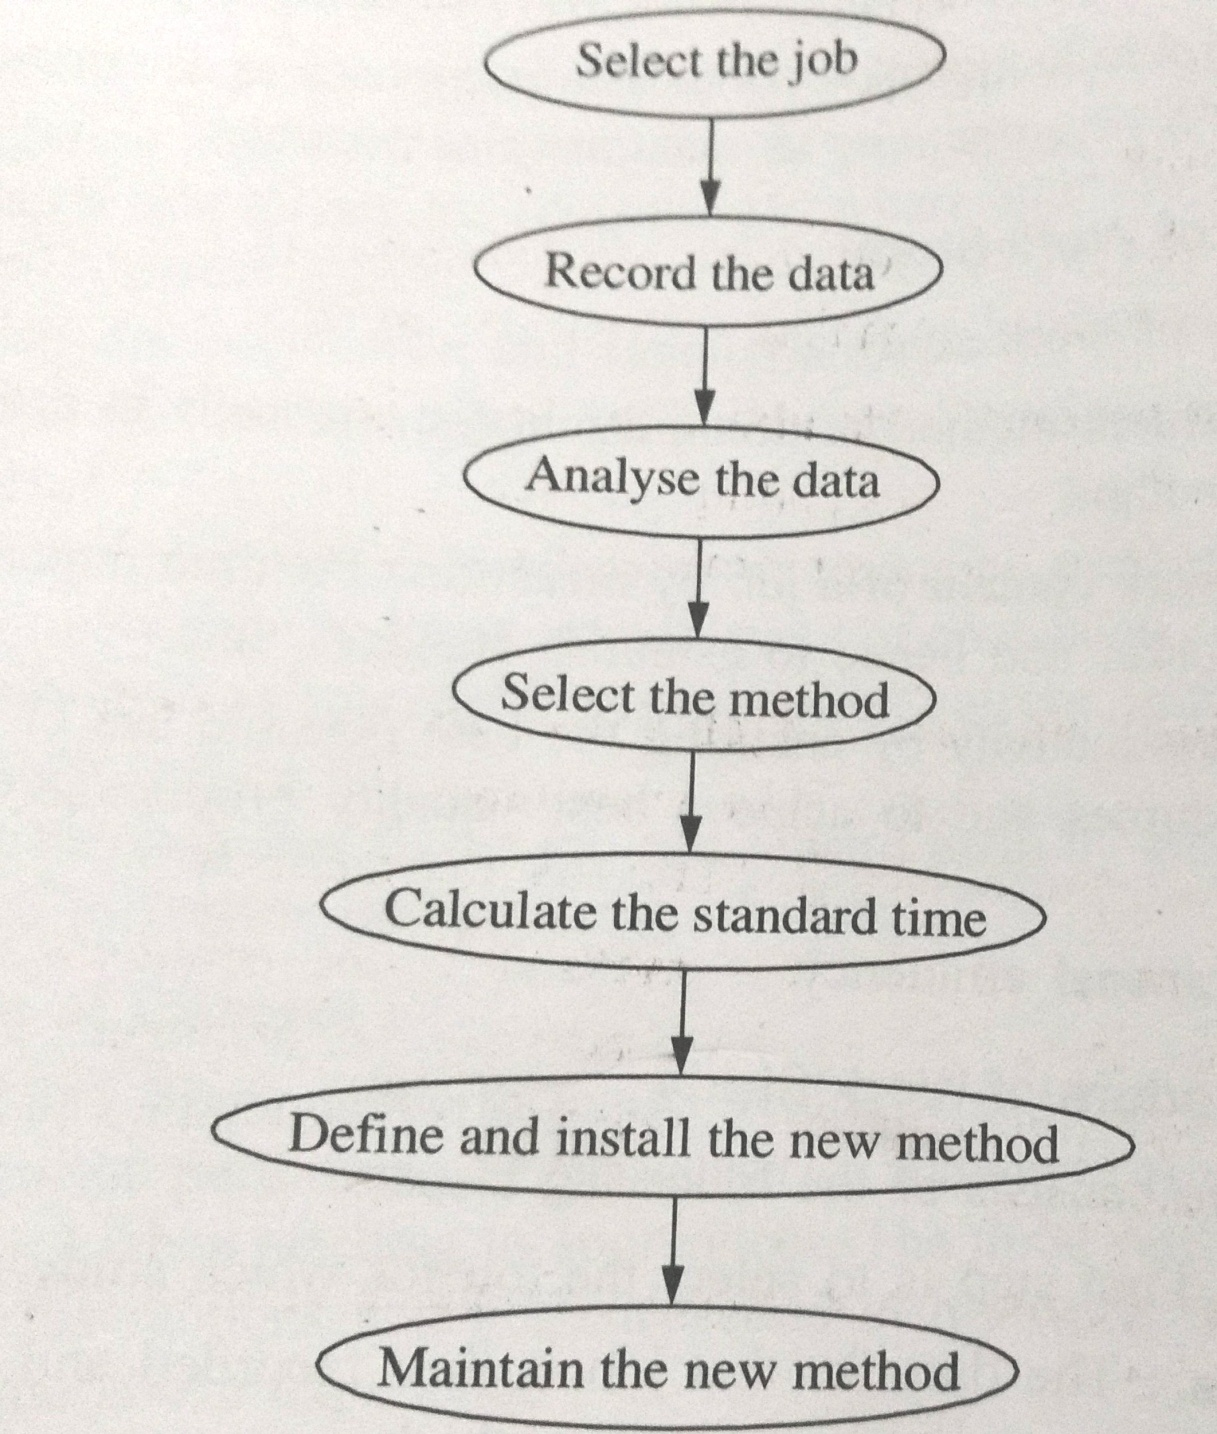 Select the job
Record the data
Analyse the data
Select the method
Calculate the standard time
Define and install the new method
Maintain the new method